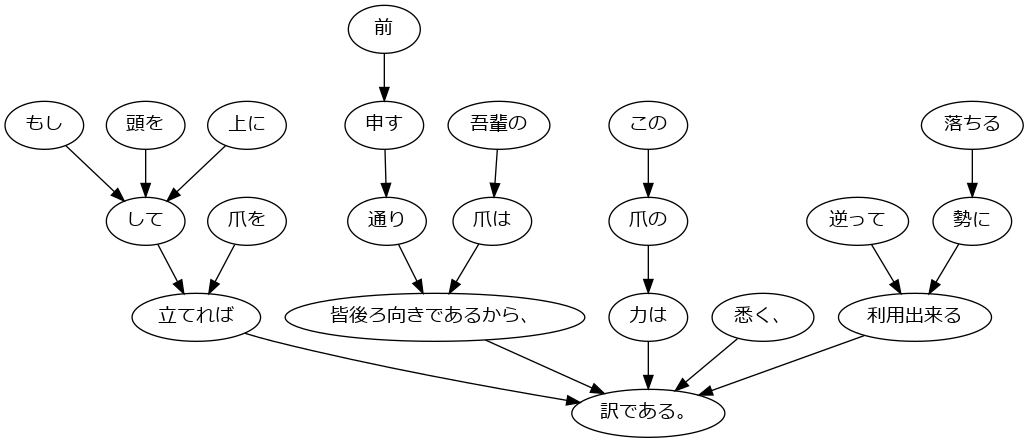 前
もし
頭を
上に
申す
吾輩の
この
落ちる
して
爪を
通り
爪は
爪の
逆って
勢に
立てれば
皆後ろ向きであるから、
力は
悉く、
利用出来る
訳である。